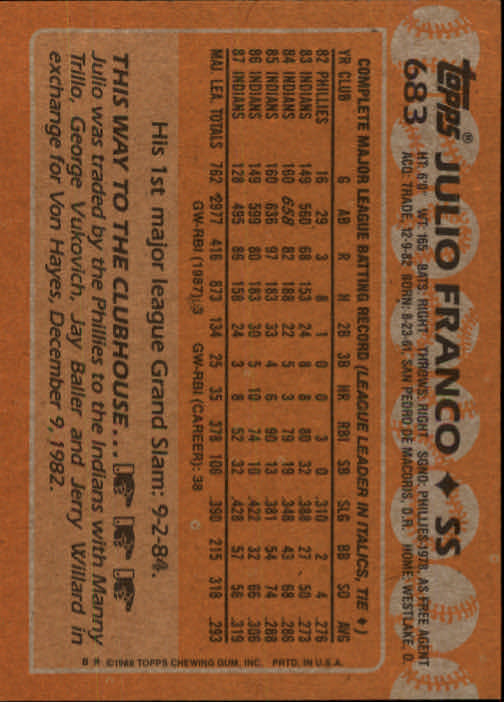 topps® JULIO FRANCO ♦ SS
683
HT: 6'0" WT: 165 BATS: RIGHT THROWS: RIGHT SGND: PHILLIES-1978, AS FREE AGENT
ACQ: TRADE, 12-9-82 BORN: 8-23-61, SAN PEDRO DE MACORIS, D.R. HOME: WESTLAKE, O.
COMPLETE MAJOR LEAGUE BATTING RECORD (LEAGUE LEADER IN ITALICS, TIE ♦)
YR CLUB G AB R H 2B 3B HR RBI SB SLG BB SO AVG
82 PHILLIES 16 29 3 8 1 0 0 3 0 .310 2 4 .276
83 INDIANS 149 560 68 153 24 8 8 80 32 .388 27 50 .273
84 INDIANS 160 658 82 188 22 5 3 79 19 .348 43 68 .286
85 INDIANS 160 636 97 183 33 4 6 90 13 .381 54 74 .288
86 INDIANS 149 599 80 183 30 5 10 74 10 .422 32 66 .306
87 INDIANS 128 495 86 158 24 3 8 52 32 .428 57 56 .319
MAJ. LEA. TOTALS 762 2977 416 873 134 25 35 378 106 .390 215 318 .293
GW-RBI (1987): 3 GW-RBI (CAREER): 38
His 1st major league Grand Slam: 9-2-84.
THIS WAY TO THE CLUBHOUSE...
Julio was traded by the Phillies to the Indians with Manny
Trillo, George Vukovich, Jay Baller and Jerry Willard in
exchange for Von Hayes, December 9, 1982.
B R ©1988 TOPPS CHEWING GUM, INC. PRTD. IN U.S.A.